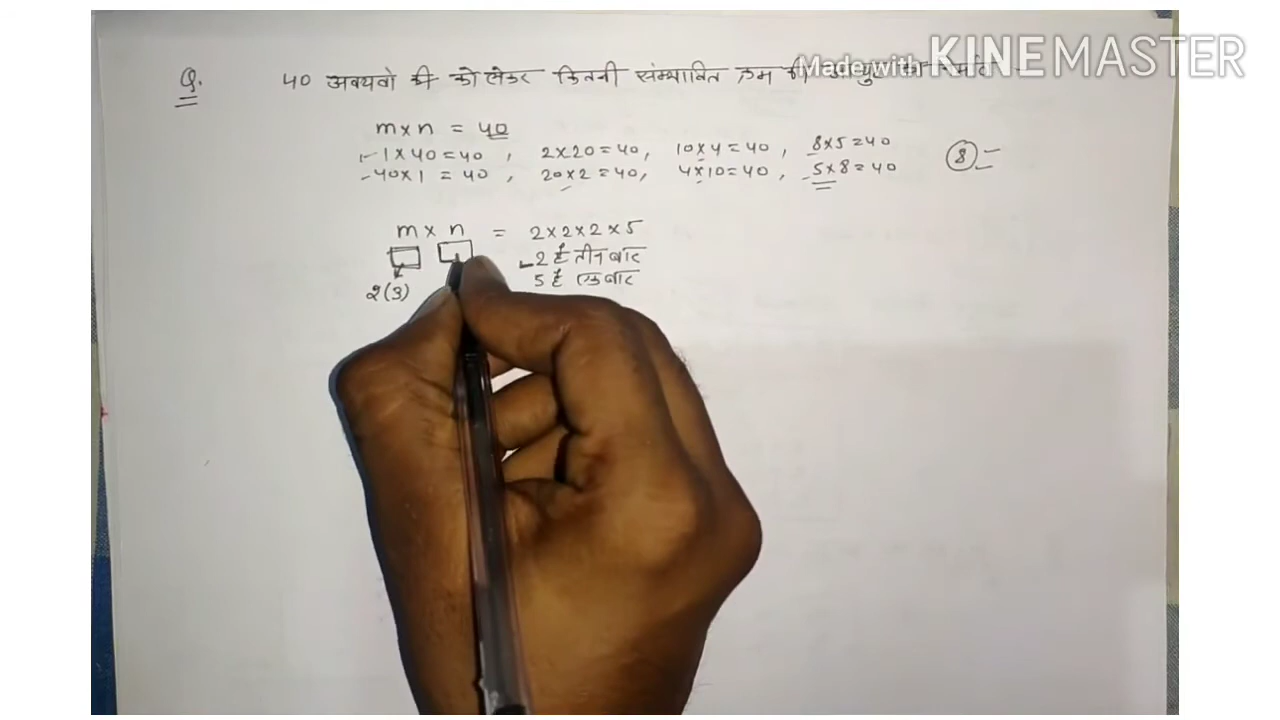 Made with KINEMASTER
Q. 40 अवयवो की को लेकर कितनी संम्भावित क्रम की
m x n = 40
1 x 40 = 40 , 2 x 20 = 40, 10 x 4 = 40 , 8 x 5 = 40
40 x 1 = 40 , 20 x 2 = 40, 4 x 10 = 40 , 5 x 8 = 40
8
m x n = 2 x 2 x 2 x 5
2 है तीन बार
5 है एक बार
2(3)